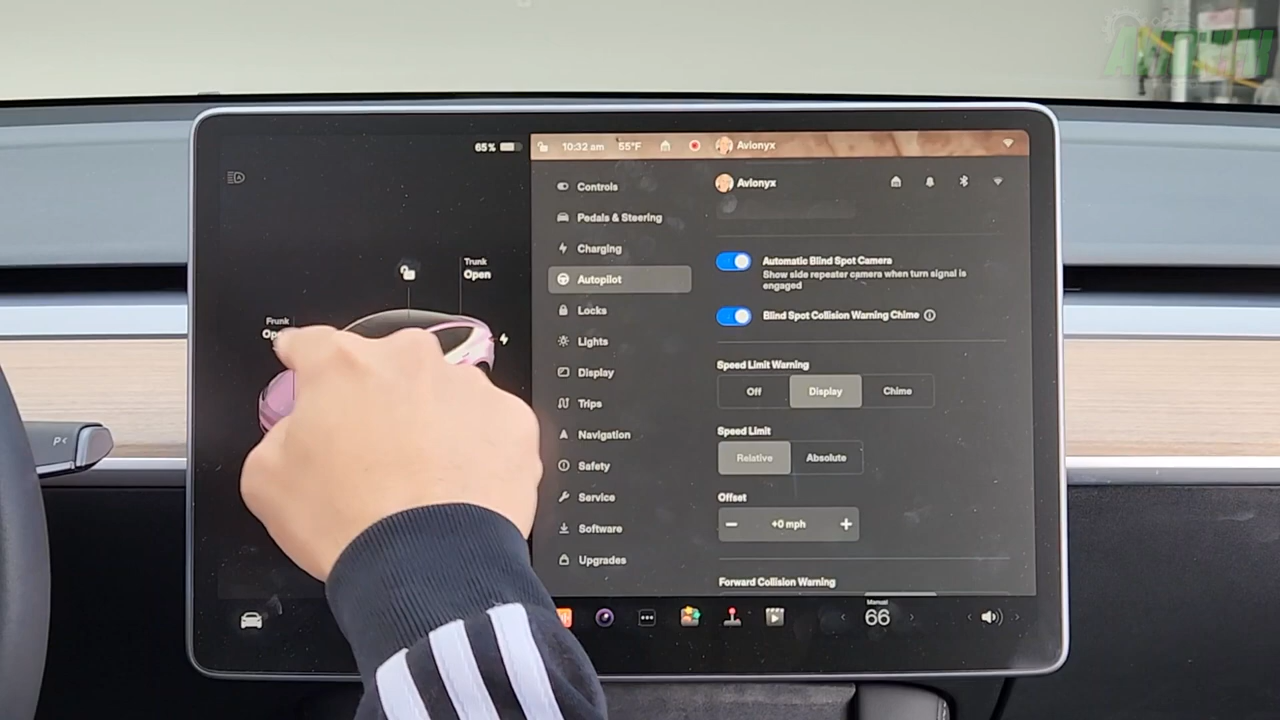 65%
10:32 am
55°F
Avionyx
Avionyx
Controls
Pedals & Steering
Charging
Autopilot
Locks
Lights
Display
Trips
Navigation
Safety
Service
Software
Upgrades
Trunk
Open
Frunk
Automatic Blind Spot Camera
Show side repeater camera when turn signal is
engaged
Blind Spot Collision Warning Chime
Speed Limit Warning
Off
Display
Chime
Speed Limit
Relative
Absolute
Offset
+0 mph
Forward Collision Warning
Manual
66
P